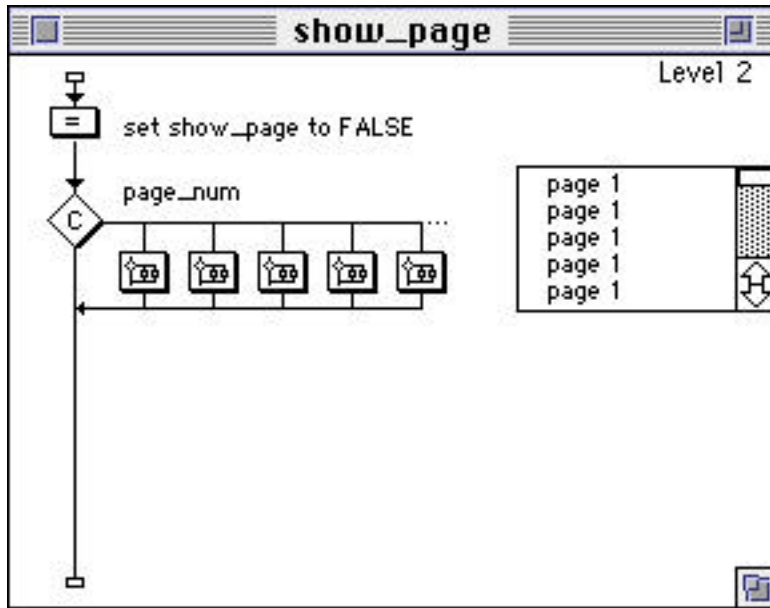 show_page
Level 2
=
set show_page to FALSE
page_num
C
...
page 1
page 1
page 1
page 1
page 1